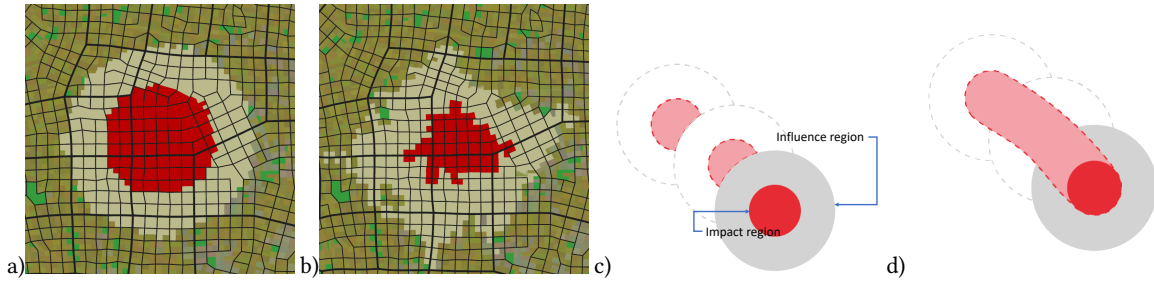 a)
b)
c)
Influence region
Impact region
d)